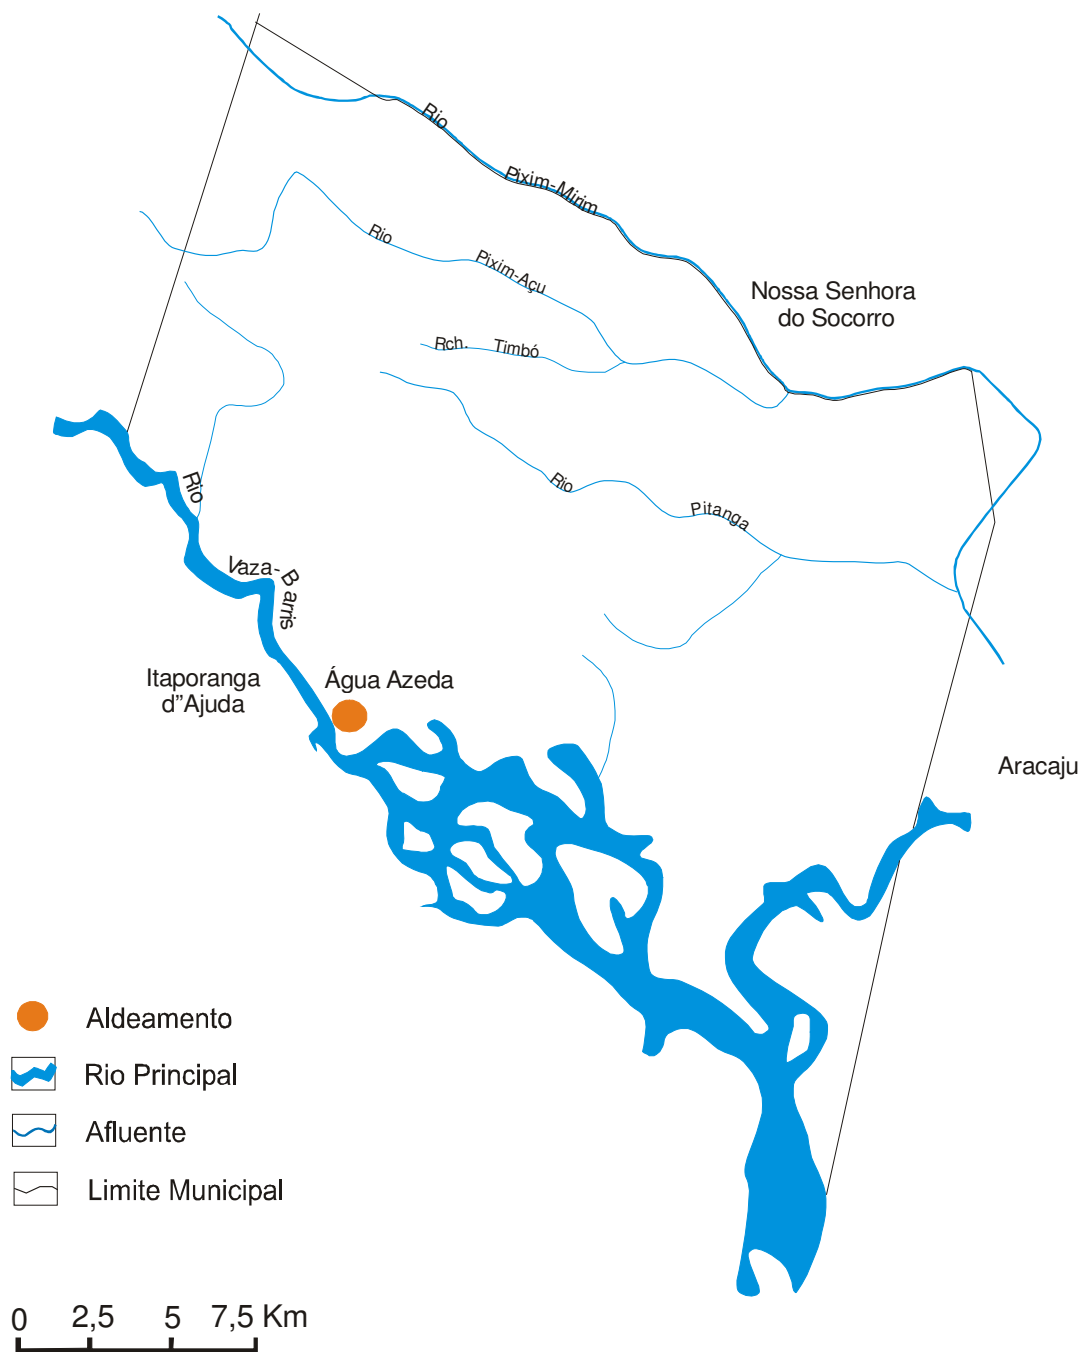 Rio
Pixim-Mirim
Rio
Pixim-Açu
Nossa Senhora
do Socorro
Rch. Timbó
Rio
Pitanga
Rio
Vaza-Barris
Itaporanga
d"Ajuda
Água Azeda
Aracaju
Aldeamento
Rio Principal
Afluente
Limite Municipal
0 2,5 5 7,5 Km